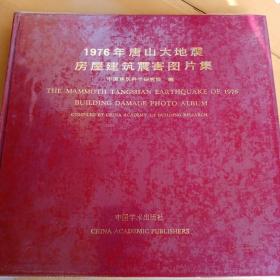 1976年唐山大地震
房屋建筑震害图片集
中国建筑科学研究院 编
THE MAMMOTH TANGSHAN EARTHQUAKE OF 1976
BUILDING DAMAGE PHOTO ALBUM
COMPILED BY CHINA ACADEMY OF BUILDING RESEARCH
中国学术出版社
CHINA ACADEMIC PUBLISHERS